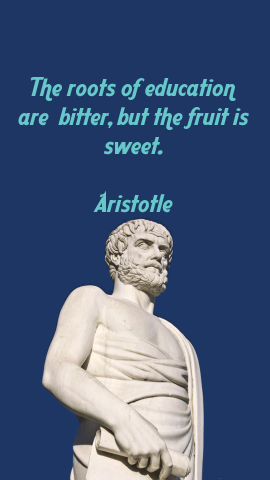 The roots of education
are bitter, but the fruit is
sweet.
Aristotle